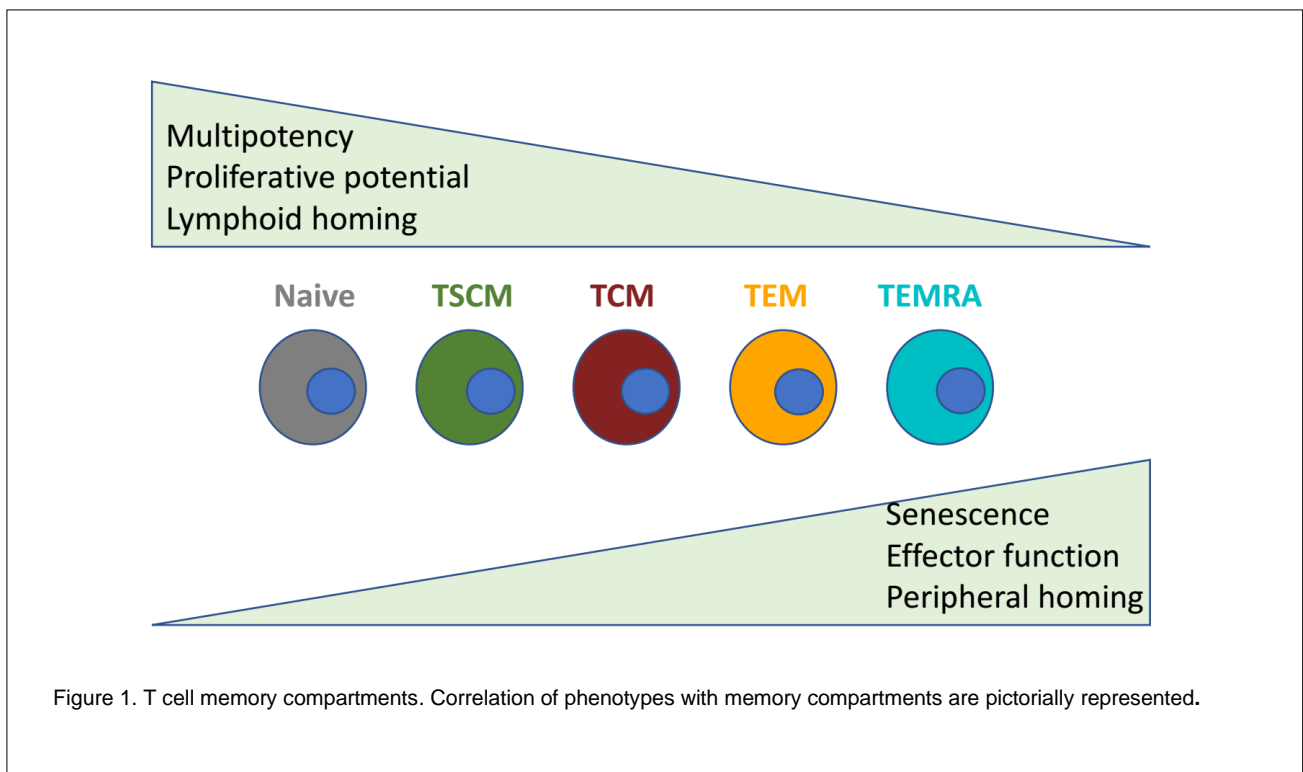 Multipotency
Proliferative potential
Lymphoid homing
Naive TSCM TCM TEM TEMRA
Senescence
Effector function
Peripheral homing
Figure 1. T cell memory compartments. Correlation of phenotypes with memory compartments are pictorially represented.